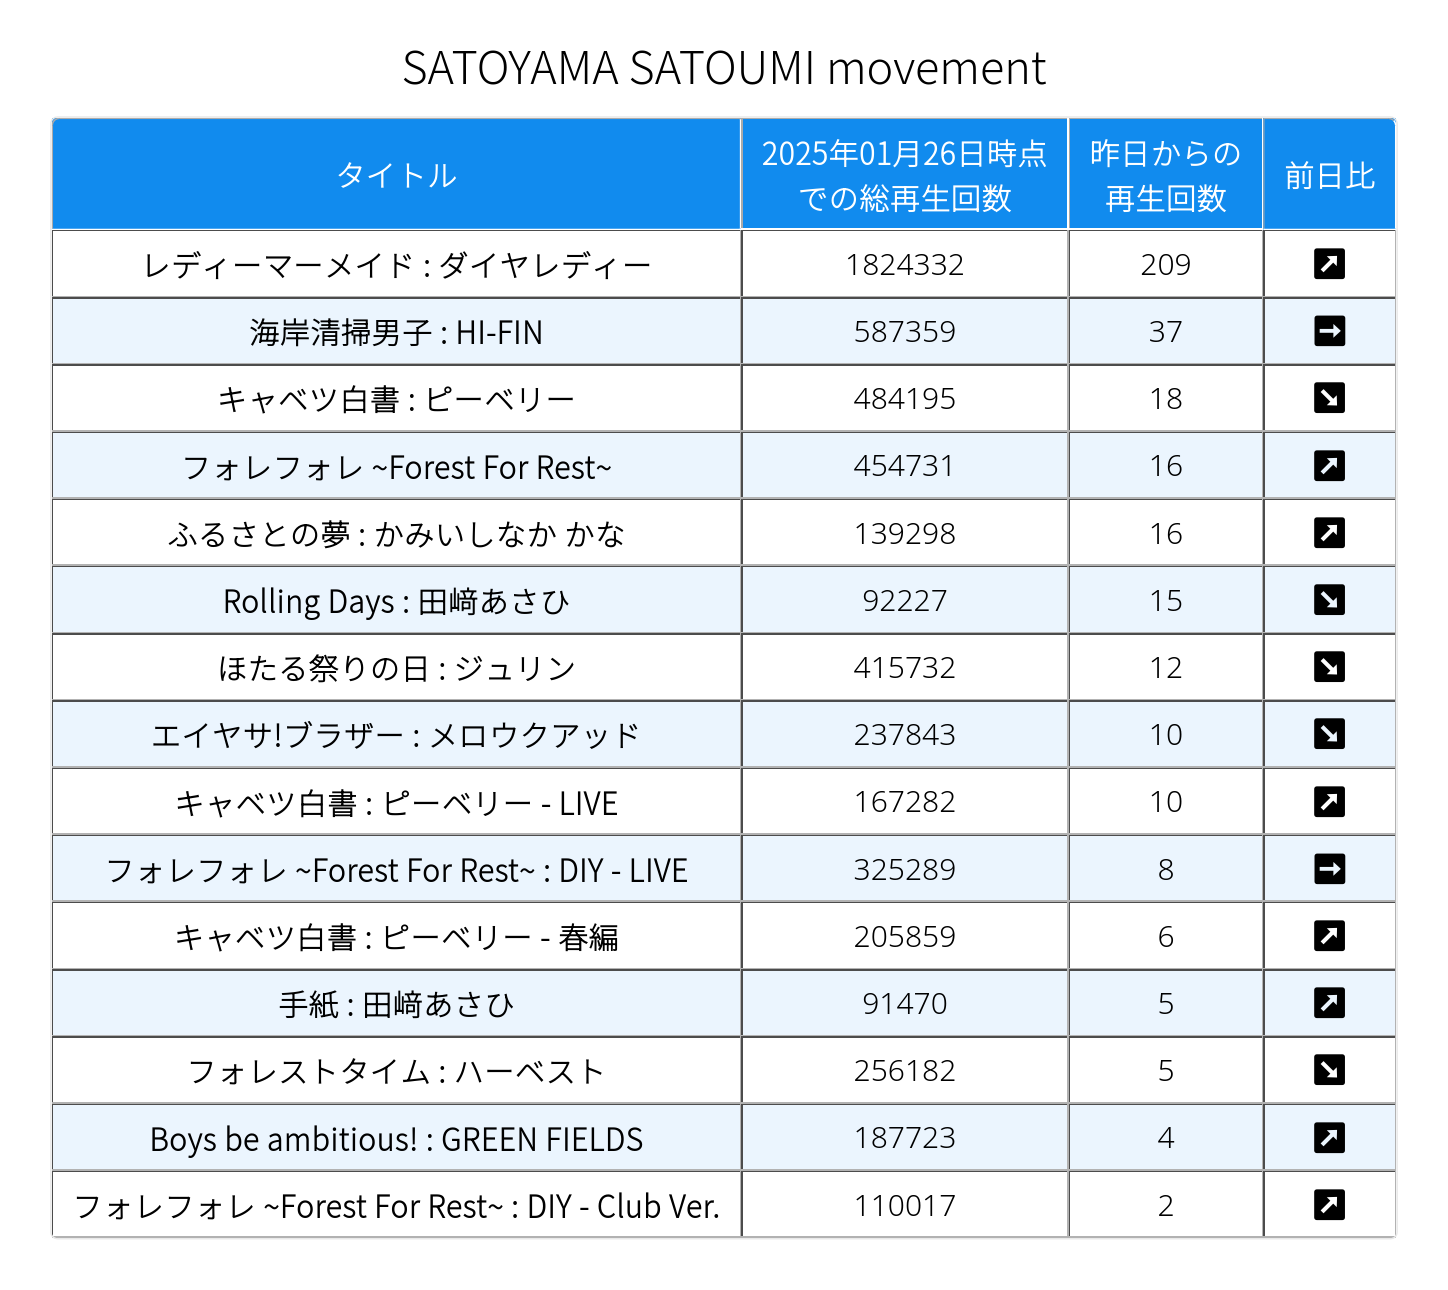 SATOYAMA SATOUMI movement
タイトル 2025年01月26日時点での総再生回数 昨日からの再生回数 前日比
レディーマーメイド : ダイヤレディー 1824332 209 ↗
海岸清掃男子 : HI-FIN 587359 37 →
キャベツ白書 : ピーベリー 484195 18 ↘
フォレフォレ ~Forest For Rest~ 454731 16 ↗
ふるさとの夢 : かみいしなか かな 139298 16 ↗
Rolling Days : 田﨑あさひ 92227 15 ↘
ほたる祭りの日 : ジュリン 415732 12 ↘
エイヤサ!ブラザー : メロウクアッド 237843 10 ↘
キャベツ白書 : ピーベリー - LIVE 167282 10 ↗
フォレフォレ ~Forest For Rest~ : DIY - LIVE 325289 8 →
キャベツ白書 : ピーベリー - 春編 205859 6 ↗
手紙 : 田﨑あさひ 91470 5 ↗
フォレストタイム : ハーベスト 256182 5 ↘
Boys be ambitious! : GREEN FIELDS 187723 4 ↗
フォレフォレ ~Forest For Rest~ : DIY - Club Ver. 110017 2 ↗